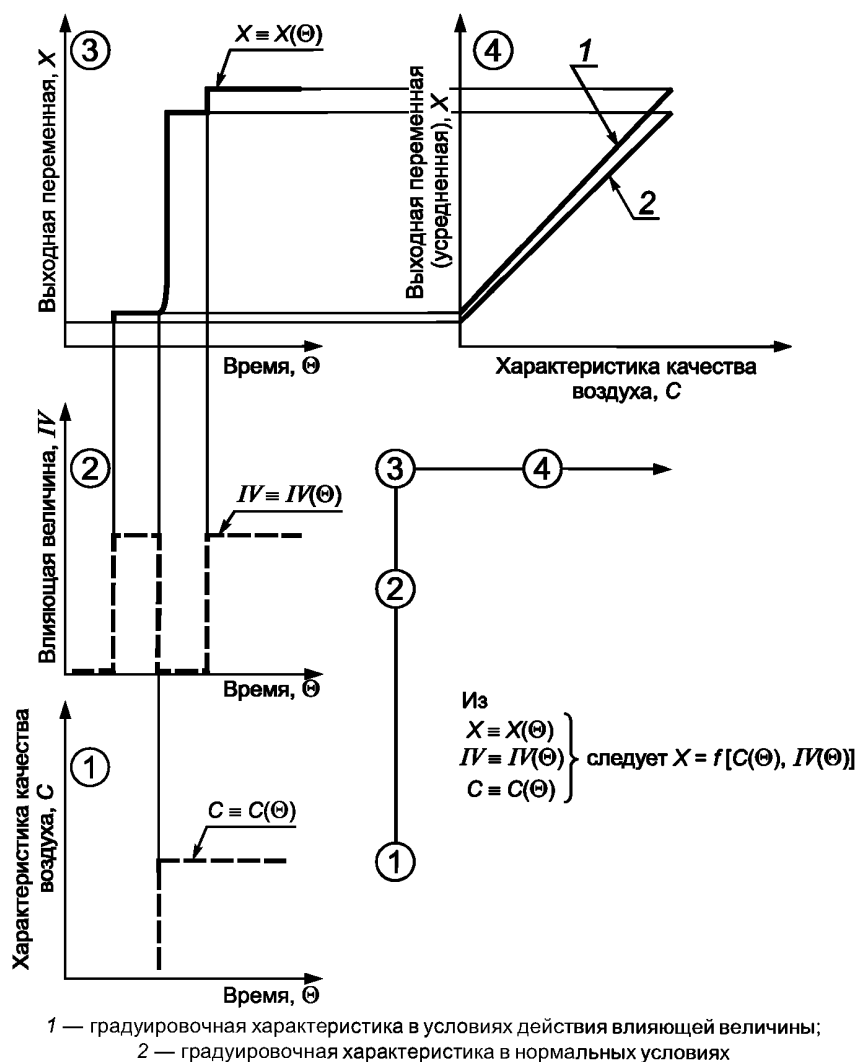 3
X ≡ X(Θ)
Выходная переменная, X
Время, Θ
4
1
2
Выходная переменная
(усредненная), X
Характеристика качества
воздуха, C
2
IV ≡ IV(Θ)
Влияющая величина, IV
Время, Θ
3
4
2
1
1
C ≡ C(Θ)
Характеристика качества
воздуха, C
Время, Θ
Из
X ≡ X(Θ)
IV ≡ IV(Θ)
C ≡ C(Θ)
следует X = f [C(Θ), IV(Θ)]
1 — градуировочная характеристика в условиях действия влияющей величины;
2 — градуировочная характеристика в нормальных условиях